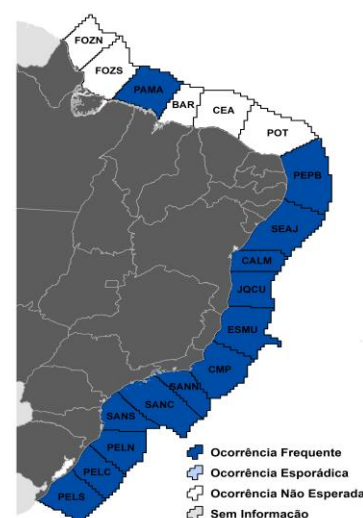 FOZN
FOZS
PAMA
BAR
CEA
POT
PEPB
SEAJ
CALM
JQCU
ESMU
CMP
SANN
SANC
SANS
PELN
PELC
PELS
Ocorrência Frequente
Ocorrência Esporádica
Ocorrência Não Esperada
Sem Informação